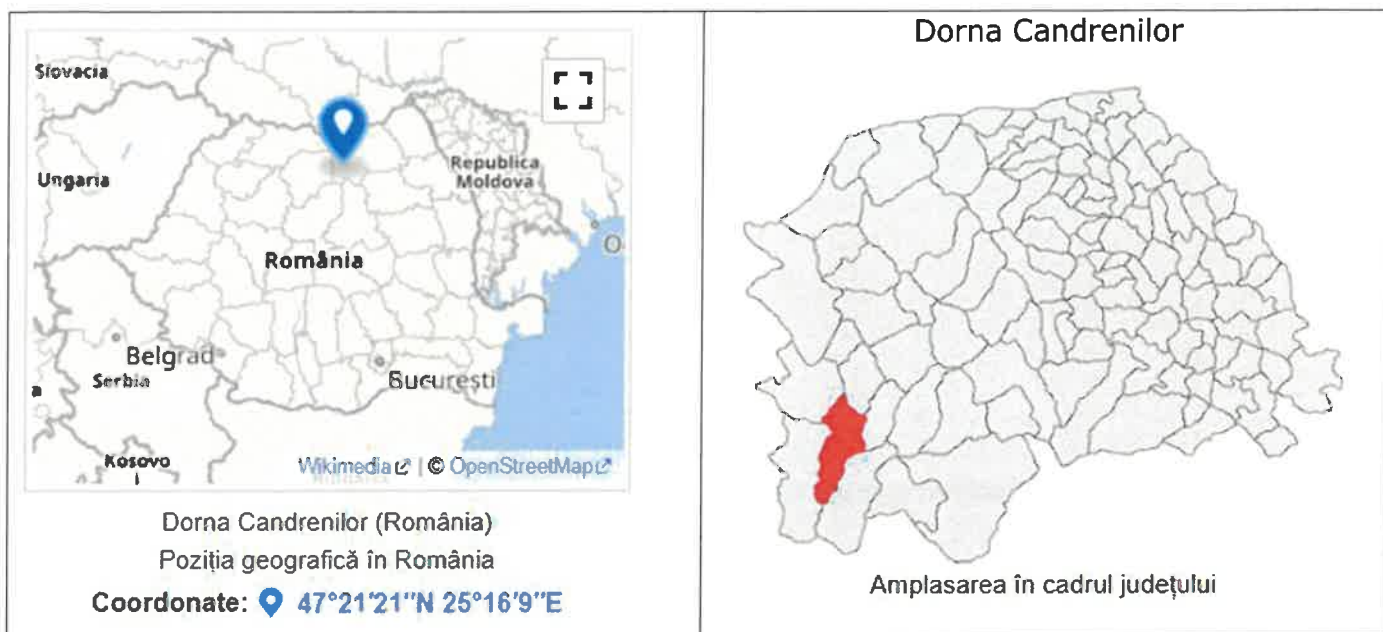 Slovacia
Ungaria
Republica
Moldova
România
O
Belgrad
Serbia
București
a
Kosovo
Wikimedia | © OpenStreetMap
Dorna Candrenilor (România)
Poziția geografică în România
Coordonate: 47°21′21″N 25°16′9″E
Dorna Candrenilor
Amplasarea în cadrul județului